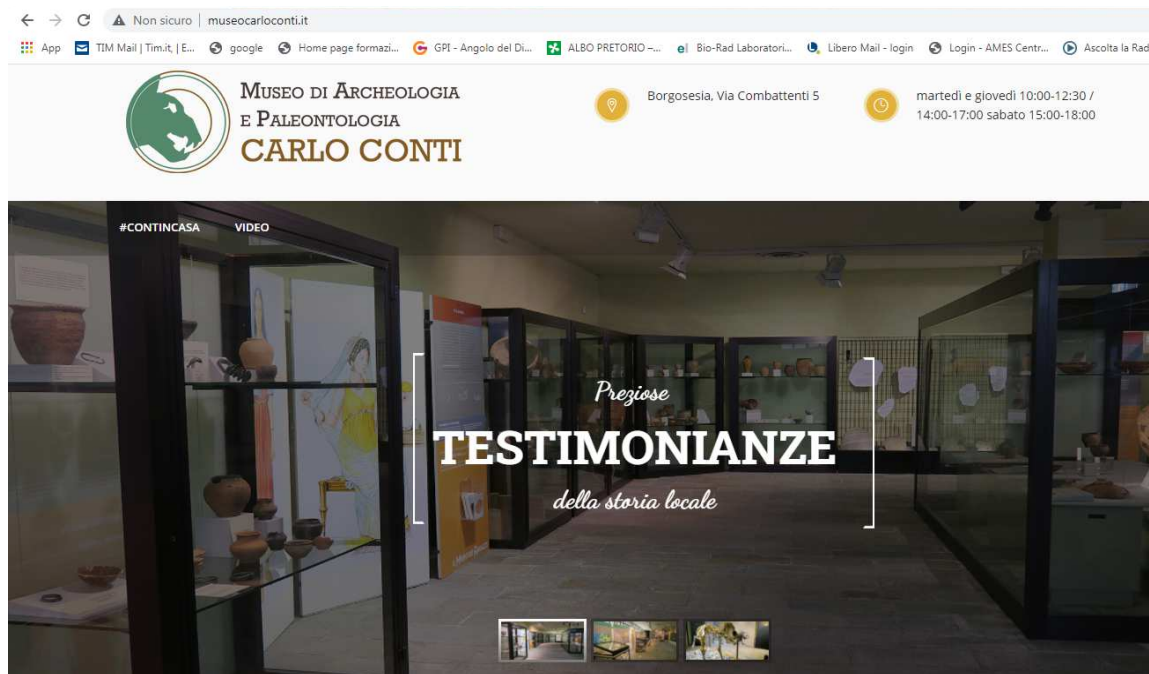 Non sicuro | museocarloconti.it
App TIM Mail | Tim.it, | E... google Home page formazi... GPI - Angolo del Di... ALBO PRETORIO –... Bio-Rad Laboratori... Libero Mail - login Login - AMES Centr... Ascolta la Rad
MUSEO DI ARCHEOLOGIA
E PALEONTOLOGIA
CARLO CONTI
Borgosesia, Via Combattenti 5
martedì e giovedì 10:00-12:30 /
14:00-17:00 sabato 15:00-18:00
#CONTINCASA VIDEO
Preziose
TESTIMONIANZE
della storia locale